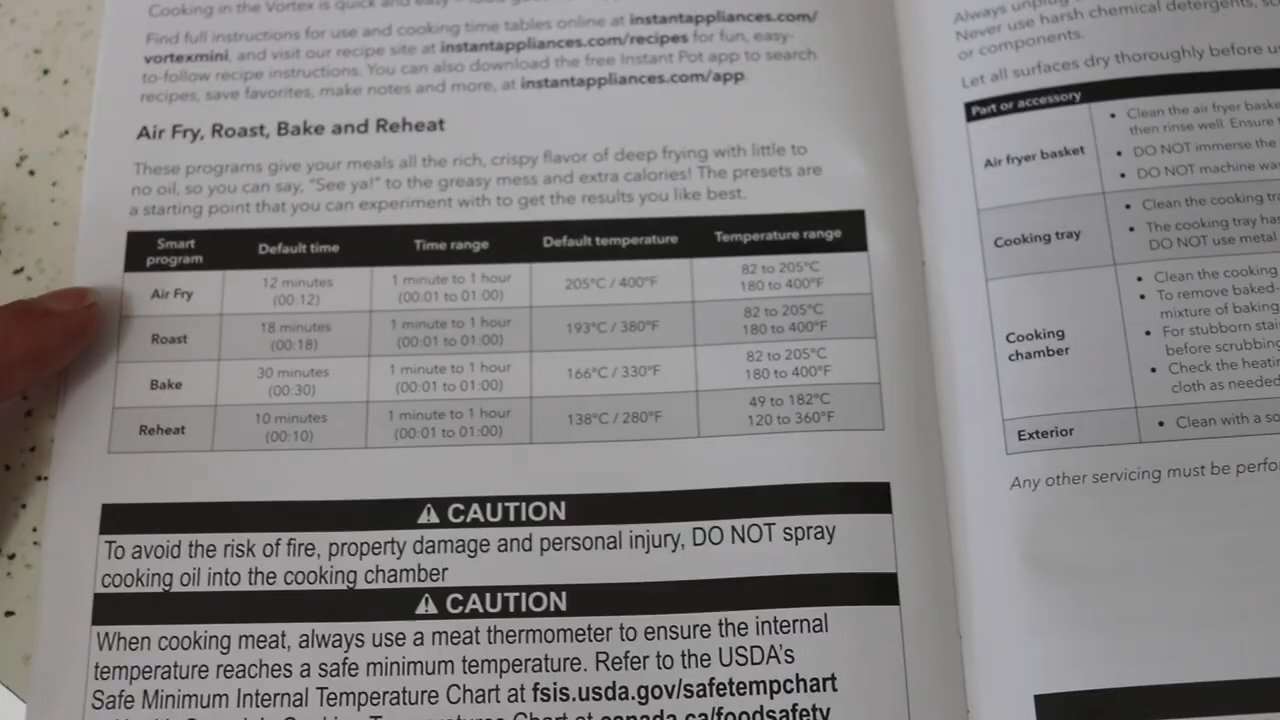 Cooking in the Vortex is quick and easy
Find full instructions for use and cooking time tables online at instantappliances.com/
vortexmini, and visit our recipe site at instantappliances.com/recipes for fun, easy-
to-follow recipe instructions. You can also download the free Instant Pot app to search
recipes, save favorites, make notes and more, at instantappliances.com/app.
Air Fry, Roast, Bake and Reheat
These programs give your meals all the rich, crispy flavor of deep frying with little to
no oil, so you can say, "See ya!" to the greasy mess and extra calories! The presets are
a starting point that you can experiment with to get the results you like best.
Smart program Default time Time range Default temperature Temperature range
Air Fry 12 minutes (00:12) 1 minute to 1 hour (00:01 to 01:00) 205°C / 400°F 82 to 205°C 180 to 400°F
Roast 18 minutes (00:18) 1 minute to 1 hour (00:01 to 01:00) 193°C / 380°F 82 to 205°C 180 to 400°F
Bake 30 minutes (00:30) 1 minute to 1 hour (00:01 to 01:00) 166°C / 330°F 82 to 205°C 180 to 400°F
Reheat 10 minutes (00:10) 1 minute to 1 hour (00:01 to 01:00) 138°C / 280°F 49 to 182°C 120 to 360°F
⚠ CAUTION
To avoid the risk of fire, property damage and personal injury, DO NOT spray
cooking oil into the cooking chamber
⚠ CAUTION
When cooking meat, always use a meat thermometer to ensure the internal
temperature reaches a safe minimum temperature. Refer to the USDA's
Safe Minimum Internal Temperature Chart at fsis.usda.gov/safetempchart
Cooking Temperatures Chart at canada.ca/foodsafety
Always unplug
Never use harsh chemical detergents,
or components.
Let all surfaces dry thoroughly before
Part or accessory
Air fryer basket
• Clean the air fryer
then rinse well. Ensure
• DO NOT immerse the
• DO NOT machine
Cooking tray
• Clean the cooking
• The cooking tray
DO NOT use metal
Cooking
chamber
• Clean the cooking
• To remove
mixture of baking
• For stubborn
before scrubbing
• Check the
cloth as needed
Exterior
• Clean with a
Any other servicing must be